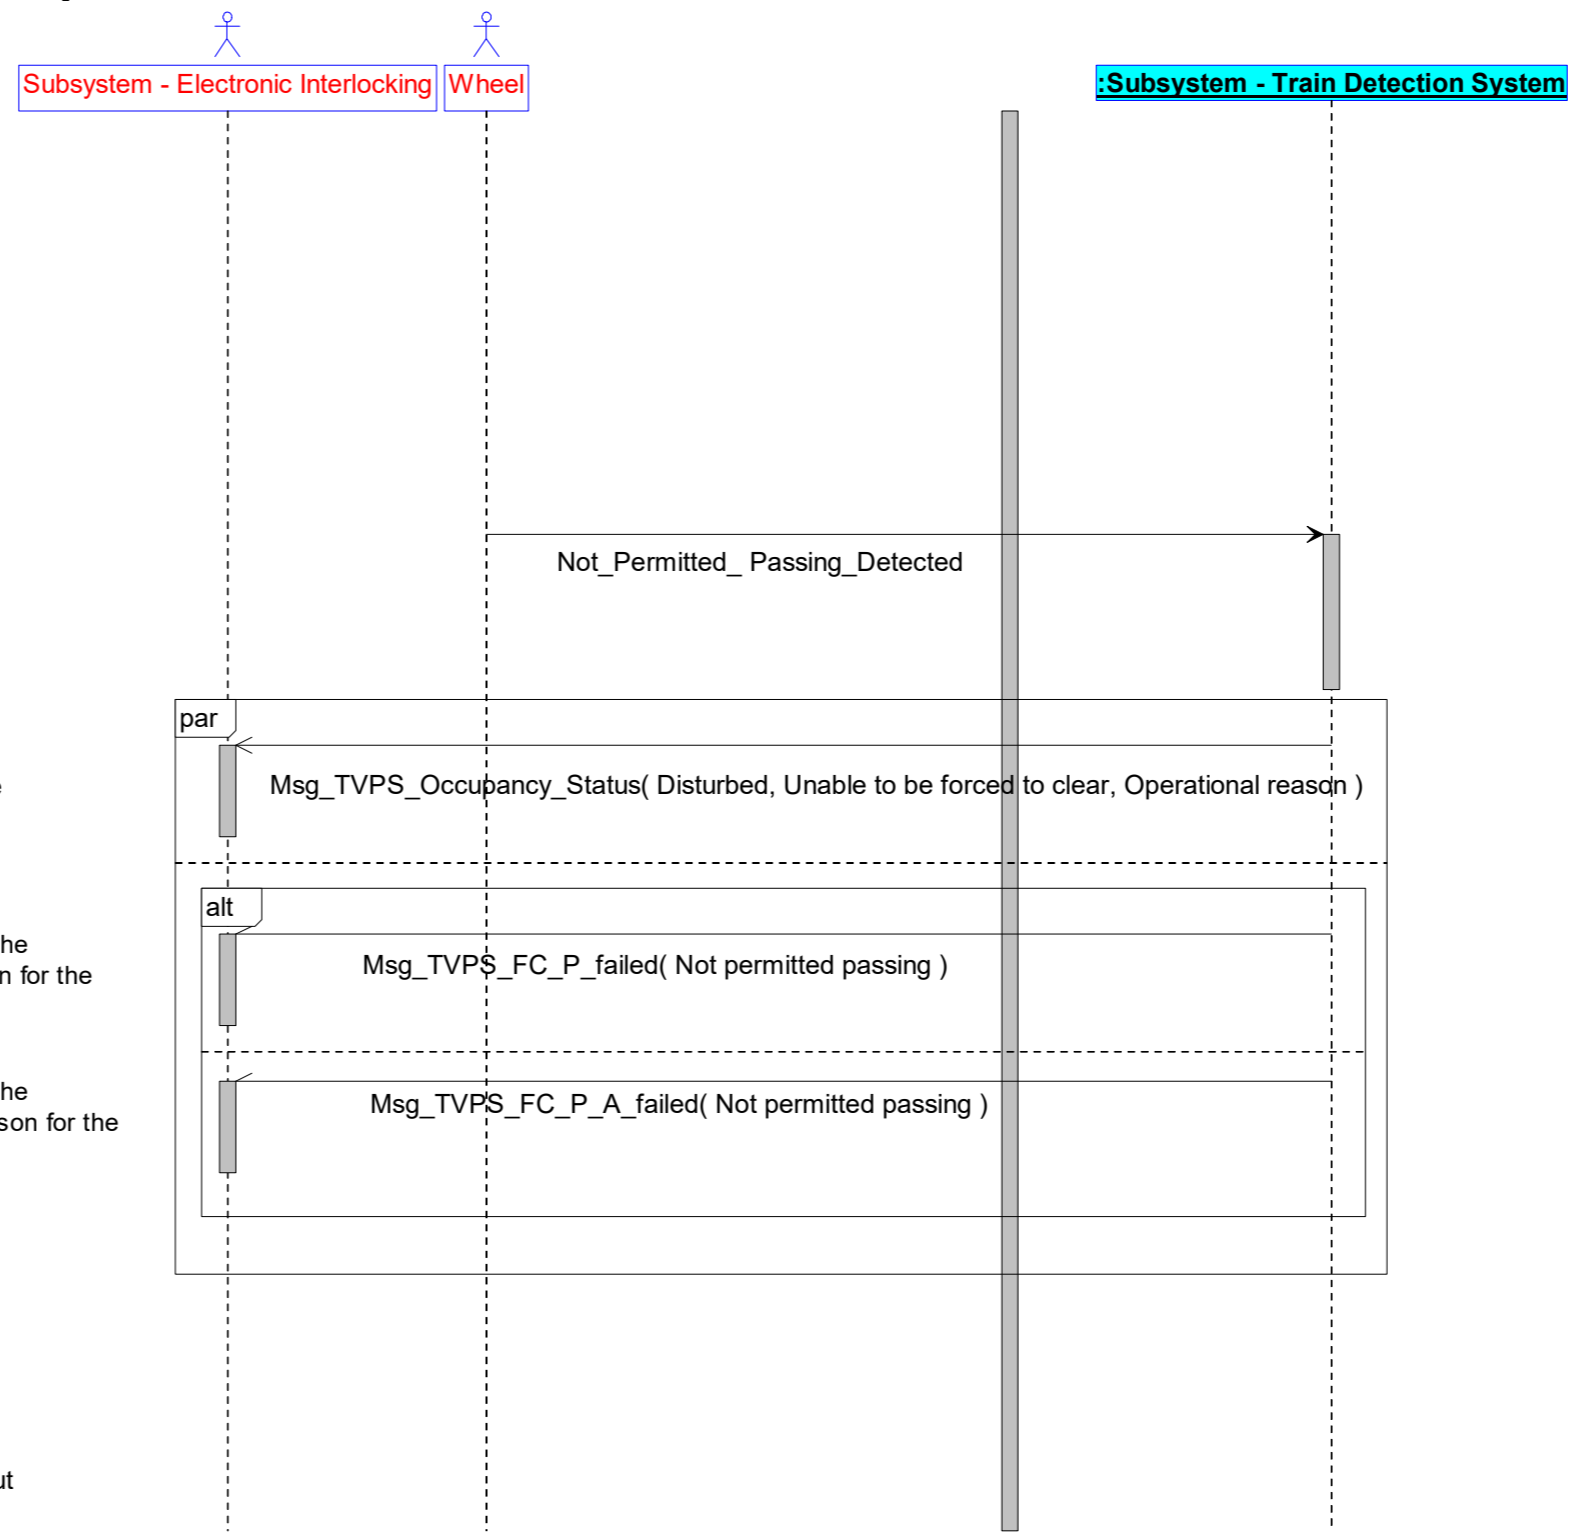 Subsystem - Electronic Interlocking
Wheel
:Subsystem - Train Detection System
Not_Permitted_ Passing_Detected
par
Msg_TVPS_Occupancy_Status( Disturbed, Unable to be forced to clear, Operational reason )
alt
he
n for the
Msg_TVPS_FC_P_failed( Not permitted passing )
he
son for the
Msg_TVPS_FC_P_A_failed( Not permitted passing )
ut